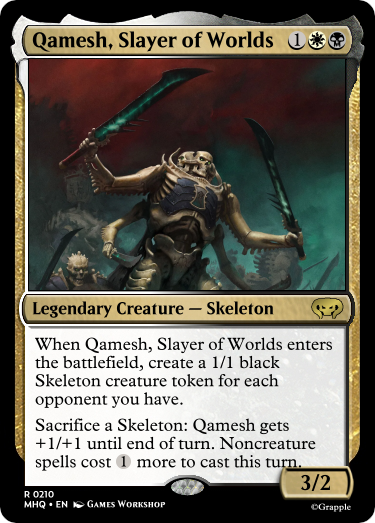 Qamesh, Slayer of Worlds 1
Legendary Creature — Skeleton
When Qamesh, Slayer of Worlds enters
the battlefield, create a 1/1 black
Skeleton creature token for each
opponent you have.
Sacrifice a Skeleton: Qamesh gets
+1/+1 until end of turn. Noncreature
spells cost 1 more to cast this turn.
3/2
R 0210
MHQ • EN GAMES WORKSHOP
©Grapple